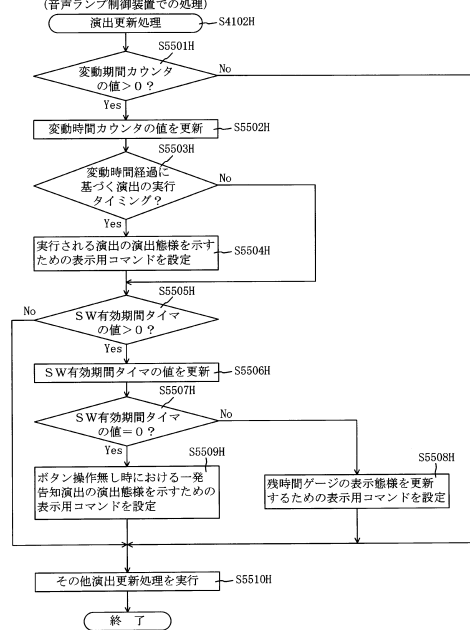 (音声ランプ制御装置での処理)
演出更新処理
S4102H
S5501H
変動期間カウンタ
の値>0?
No
Yes
変動時間カウンタの値を更新
S5502H
S5503H
変動時間経過に
基づく演出の実行
タイミング?
No
Yes
実行される演出の演出態様を示す
ための表示用コマンドを設定
S5504H
S5505H
No
SW有効期間タイマ
の値>0?
Yes
SW有効期間タイマの値を更新
S5506H
S5507H
SW有効期間タイマ
の値=0?
No
Yes
S5509H
ボタン操作無し時における一発
告知演出の演出態様を示すための
表示用コマンドを設定
S5508H
残時間ゲージの表示態様を更新
するための表示用コマンドを設定
その他演出更新処理を実行
S5510H
終 了